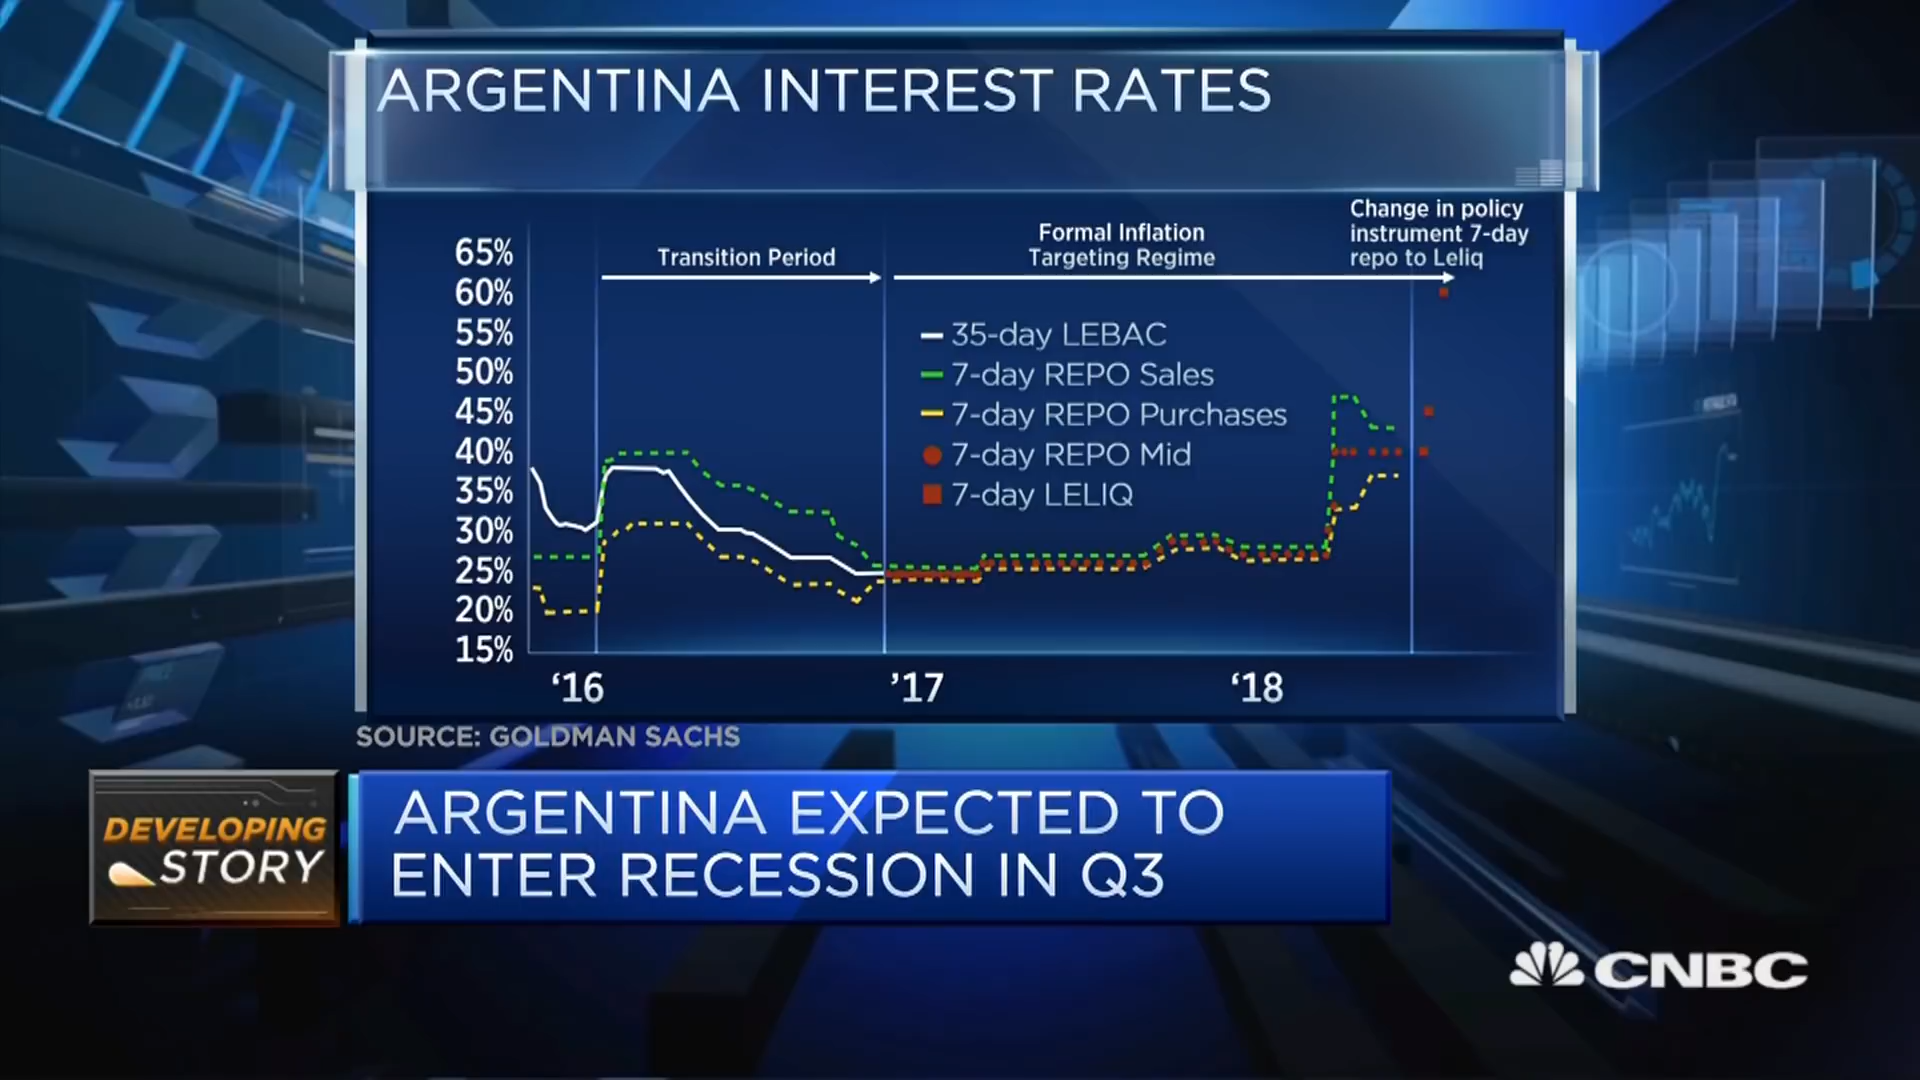 ARGENTINA INTEREST RATES
Change in policy
instrument 7-day
repo to Leliq
Formal Inflation
Targeting Regime
Transition Period
65%
60%
55%
50%
45%
40%
35%
30%
25%
20%
15%
35-day LEBAC
7-day REPO Sales
7-day REPO Purchases
7-day REPO Mid
7-day LELIQ
‘16
’17
‘18
SOURCE: GOLDMAN SACHS
DEVELOPING
STORY
ARGENTINA EXPECTED TO
ENTER RECESSION IN Q3
CNBC